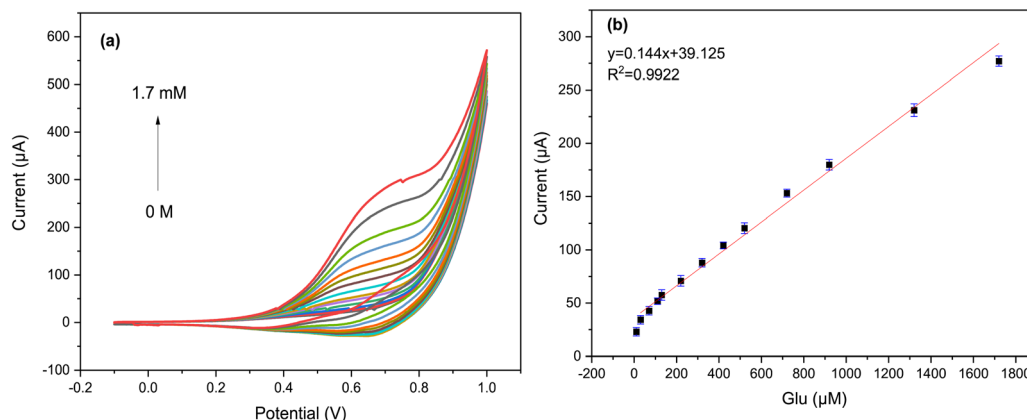 (a)
600
500
400
300
200
100
0
-100
1.7 mM
0 M
Current (µA)
-0.2 0.0 0.2 0.4 0.6 0.8 1.0
Potential (V)
(b)
y=0.144x+39.125
R²=0.9922
300
250
200
150
100
50
0
Current (µA)
-200 0 200 400 600 800 1000 1200 1400 1600 1800
Glu (µM)